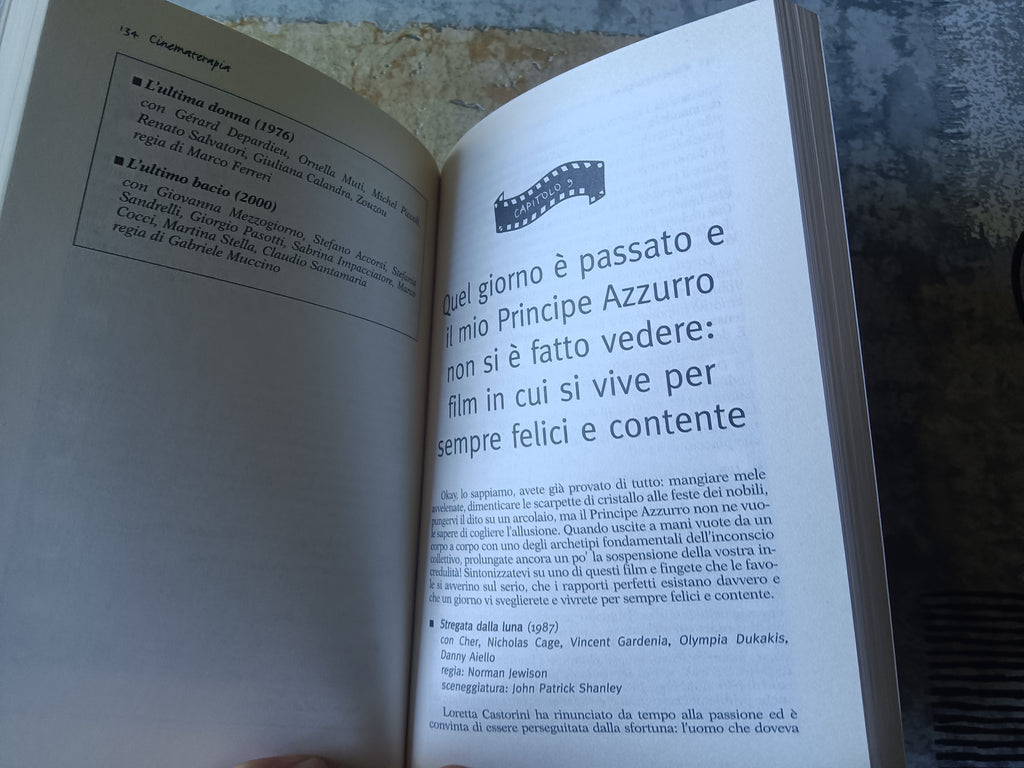 134 Cinematerapia
■ L'ultima donna (1976)
con Gérard Depardieu, Ornella Muti, Michel Piccoli,
Renato Salvatori, Giuliana Calandra, Zouzou
regia di Marco Ferreri
■ L'ultimo bacio (2000)
con Giovanna Mezzogiorno, Stefano Accorsi, Stefania
Sandrelli, Giorgio Pasotti, Sabrina Impacciatore, Marco
Cocci, Martina Stella, Claudio Santamaria
regia di Gabriele Muccino
CAPITOLO 9
Quel giorno è passato e
il mio Principe Azzurro
non si è fatto vedere:
film in cui si vive per
sempre felici e contente
Okay, lo sappiamo, avete già provato di tutto: mangiare mele
avvelenate, dimenticare le scarpette di cristallo alle feste dei nobili,
pungervi il dito su un arcolaio, ma il Principe Azzurro non ne vuo-
le sapere di cogliere l'allusione. Quando uscite a mani vuote da un
corpo a corpo con uno degli archetipi fondamentali dell'inconscio
collettivo, prolungate ancora un po' la sospensione della vostra in-
credulità! Sintonizzatevi su uno di questi film e fingete che le favo-
le si avverino sul serio, che i rapporti perfetti esistano davvero e
che un giorno vi sveglierete e vivrete per sempre felici e contente.
■ Stregata dalla luna (1987)
con Cher, Nicholas Cage, Vincent Gardenia, Olympia Dukakis,
Danny Aiello
regia: Norman Jewison
sceneggiatura: John Patrick Shanley
Loretta Castorini ha rinunciato da tempo alla passione ed è
convinta di essere perseguitata dalla sfortuna: l'uomo che doveva